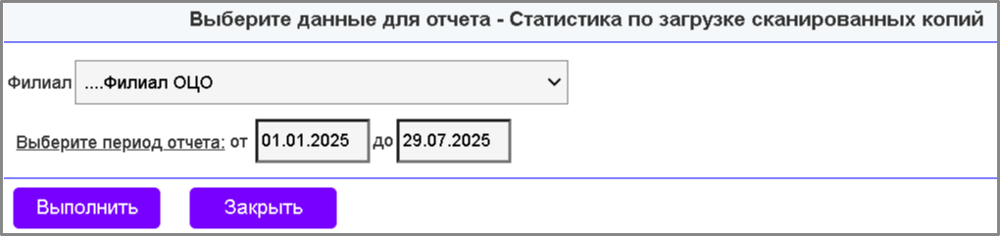 Выберите данные для отчета - Статистика по загрузке сканированных копий
Филиал ....Филиал ОЦО
Выберите период отчета: от 01.01.2025 до 29.07.2025
Выполнить Закрыть